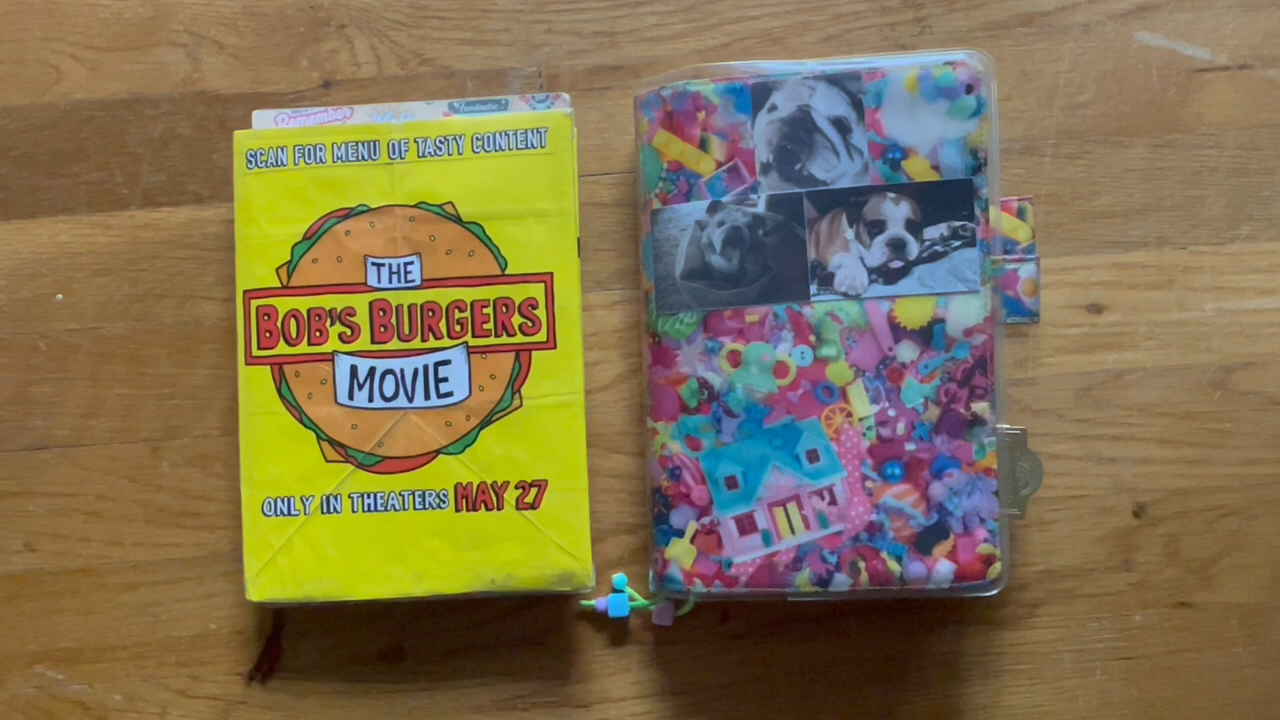 Remember
fantastic
SCAN FOR MENU OF TASTY CONTENT
THE
BOB'S BURGERS
MOVIE
ONLY IN THEATERS MAY 27